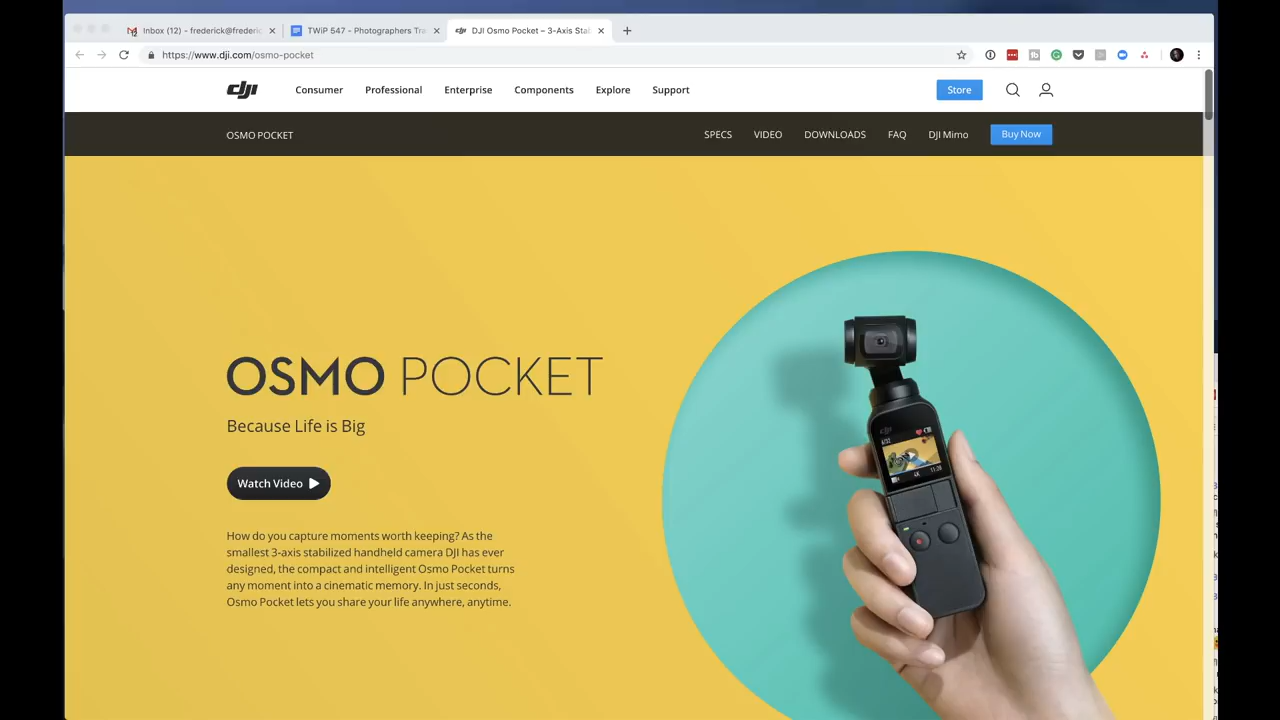 Inbox (12) - frederick@frederic
TWiP 547 - Photographers Tra
DJI Osmo Pocket – 3-Axis Stab
https://www.dji.com/osmo-pocket
dji Consumer Professional Enterprise Components Explore Support Store
OSMO POCKET SPECS VIDEO DOWNLOADS FAQ DJI Mimo Buy Now
OSMO POCKET
Because Life is Big
Watch Video
How do you capture moments worth keeping? As the
smallest 3-axis stabilized handheld camera DJI has ever
designed, the compact and intelligent Osmo Pocket turns
any moment into a cinematic memory. In just seconds,
Osmo Pocket lets you share your life anywhere, anytime.
4K